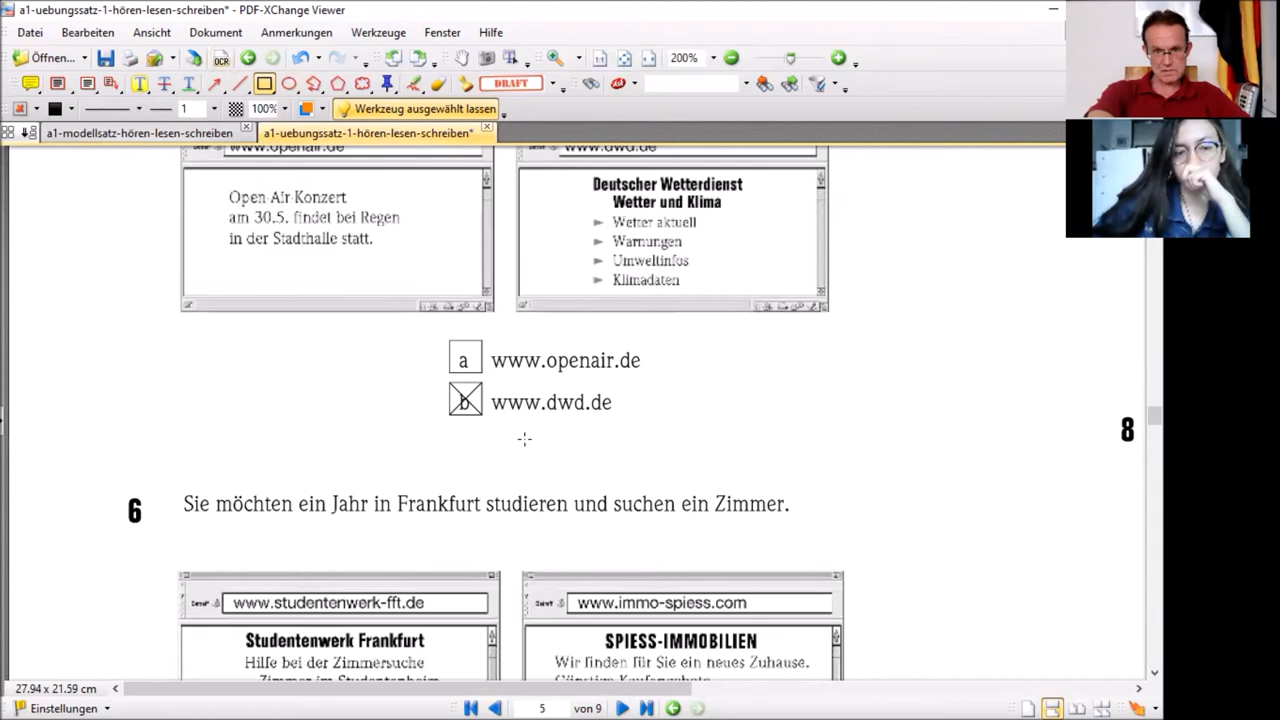 a1-uebungssatz-1-hören-lesen-schreiben* - PDF-XChange Viewer
Datei Bearbeiten Ansicht Dokument Anmerkungen Werkzeuge Fenster Hilfe
Öffnen... OCR 200%
DRAFT
1 100% Werkzeug ausgewählt lassen
a1-modellsatz-hören-lesen-schreiben a1-uebungssatz-1-hören-lesen-schreiben*
www.openair.de www.dwd.de
Open-Air-Konzert
am 30.5. findet bei Regen
in der Stadthalle statt.
Deutscher Wetterdienst
Wetter und Klima
Wetter aktuell
Warnungen
Umweltinfos
Klimadaten
a www.openair.de
b www.dwd.de
8
6 Sie möchten ein Jahr in Frankfurt studieren und suchen ein Zimmer.
www.studentenwerk-fft.de
Studentenwerk Frankfurt
Hilfe bei der Zimmersuche
Zimmer im Studentenheim
www.immo-spiess.com
SPIESS-IMMOBILIEN
Wir finden für Sie ein neues Zuhause.
27.94 x 21.59 cm
Einstellungen 5 von 9